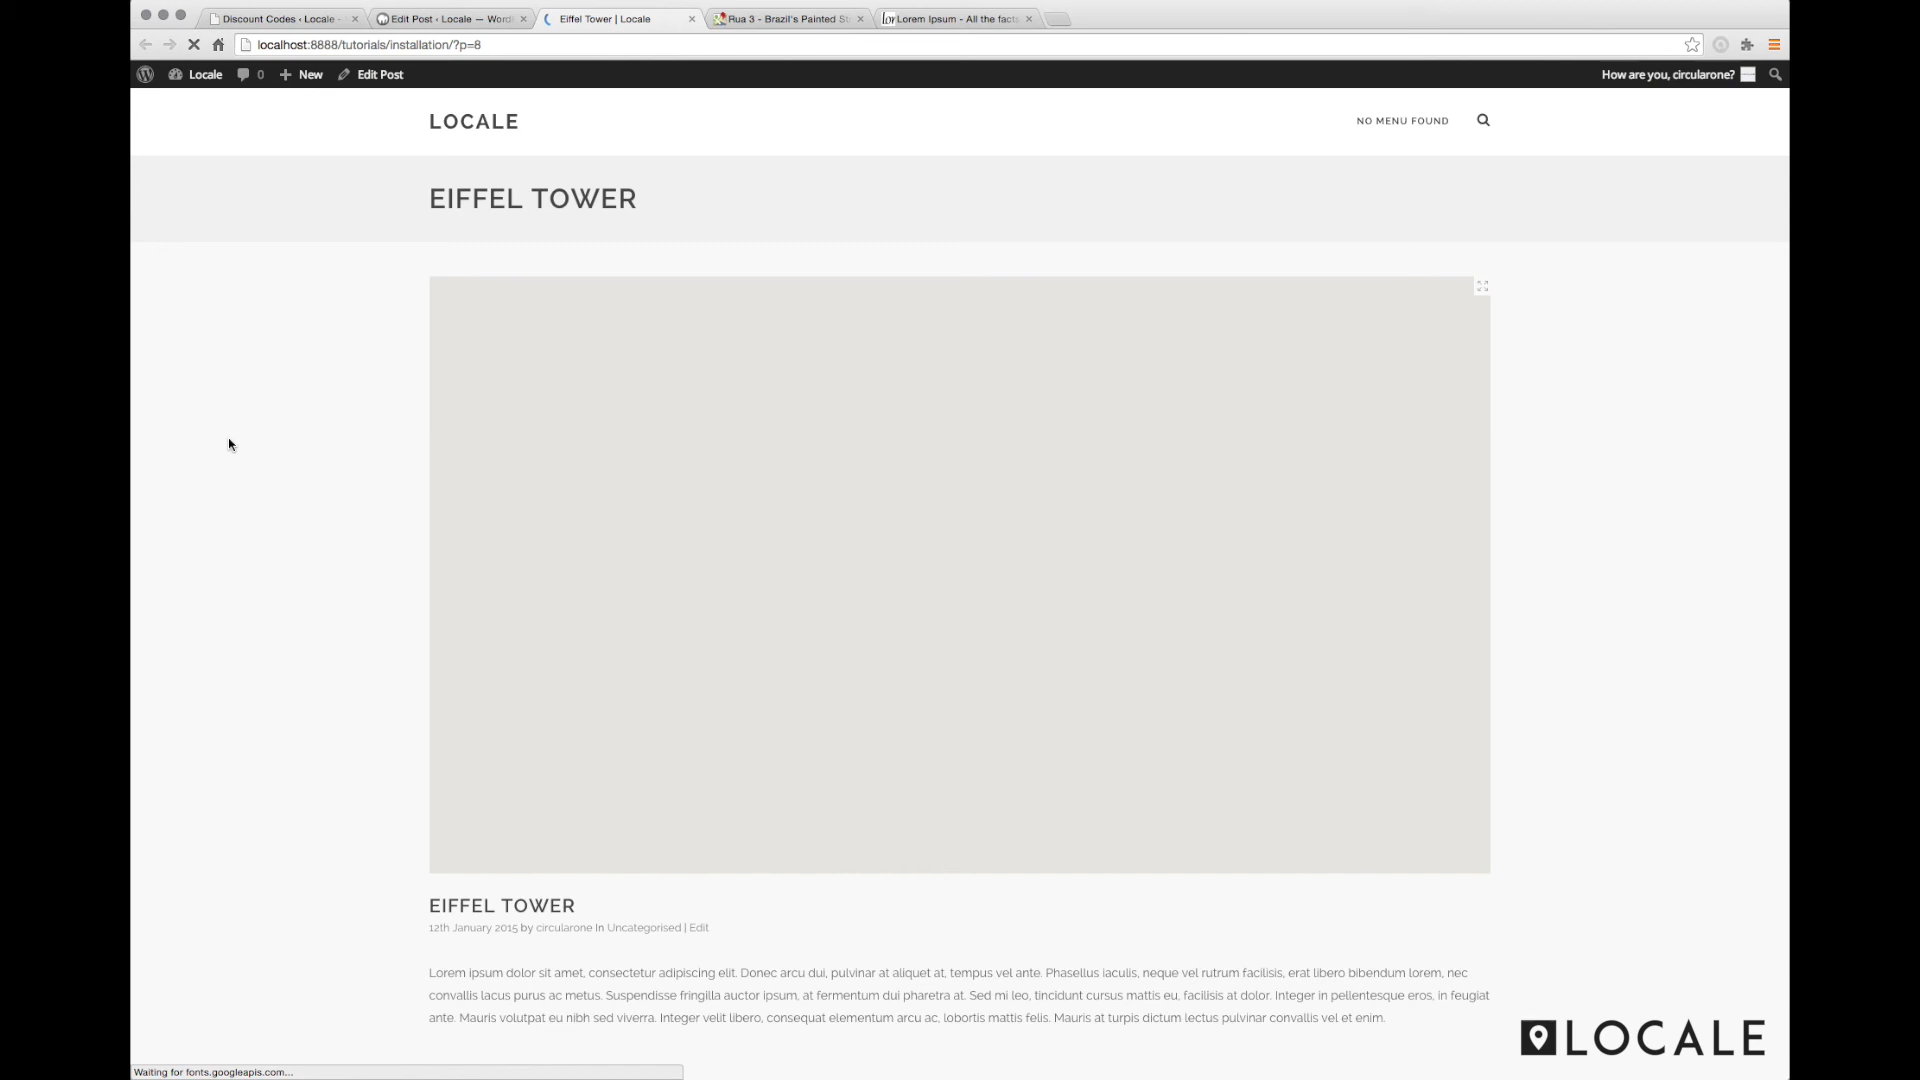 Discount Codes ‹ Locale -
Edit Post ‹ Locale — Word
Eiffel Tower | Locale
Rua 3 - Brazil's Painted St
lor Lorem Ipsum - All the facts
localhost:8888/tutorials/installation/?p=8
Locale 0 New Edit Post
How are you, circularone?
LOCALE
NO MENU FOUND
EIFFEL TOWER
EIFFEL TOWER
12th January 2015 by circularone In Uncategorised | Edit
Lorem ipsum dolor sit amet, consectetur adipiscing elit. Donec arcu dui, pulvinar at aliquet at, tempus vel ante. Phasellus iaculis, neque vel rutrum facilisis, erat libero bibendum lorem, nec
convallis lacus purus ac metus. Suspendisse fringilla auctor ipsum, at fermentum dui pharetra at. Sed mi leo, tincidunt cursus mattis eu, facilisis at dolor. Integer in pellentesque eros, in feugiat
ante. Mauris volutpat eu nibh sed viverra. Integer velit libero, consequat elementum arcu ac, lobortis mattis felis. Mauris at turpis dictum lectus pulvinar convallis vel et enim.
LOCALE
Waiting for fonts.googleapis.com...